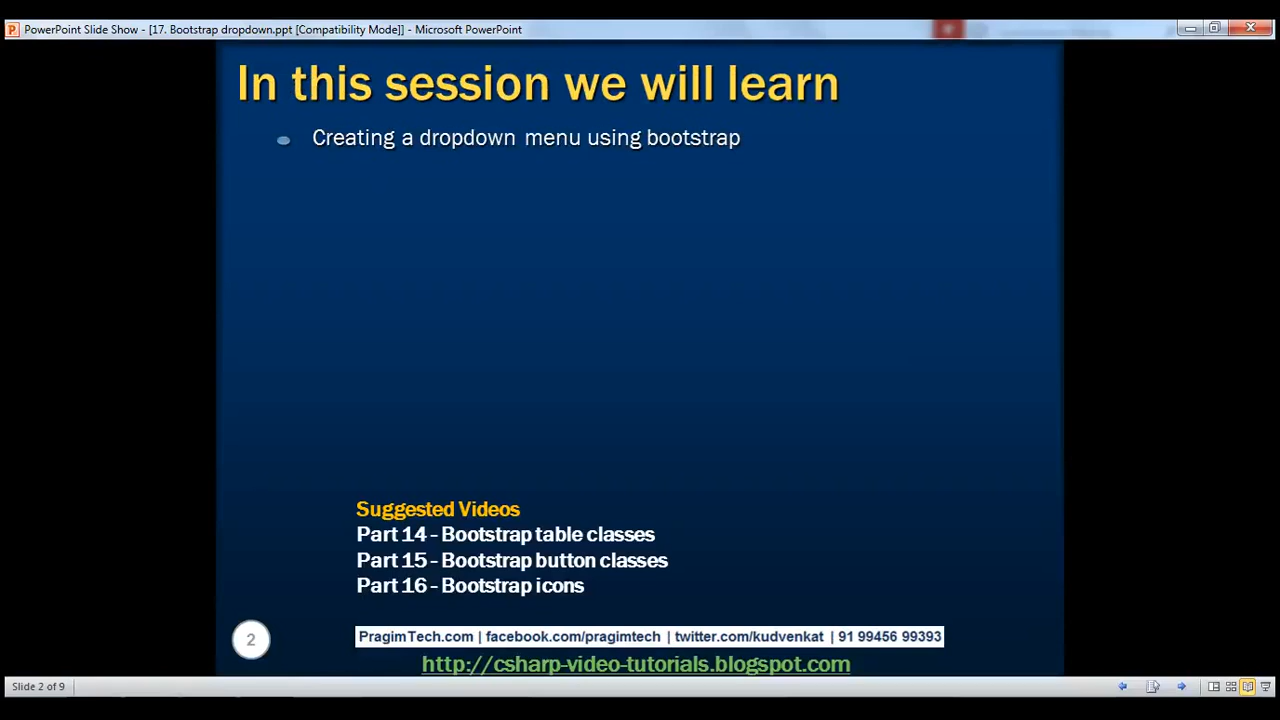 PowerPoint Slide Show - [17. Bootstrap dropdown.ppt [Compatibility Mode]] - Microsoft PowerPoint
In this session we will learn
Creating a dropdown menu using bootstrap
Suggested Videos
Part 14 - Bootstrap table classes
Part 15 - Bootstrap button classes
Part 16 - Bootstrap icons
2
PragimTech.com | facebook.com/pragimtech | twitter.com/kudvenkat | 91 99456 99393
http://csharp-video-tutorials.blogspot.com
Slide 2 of 9